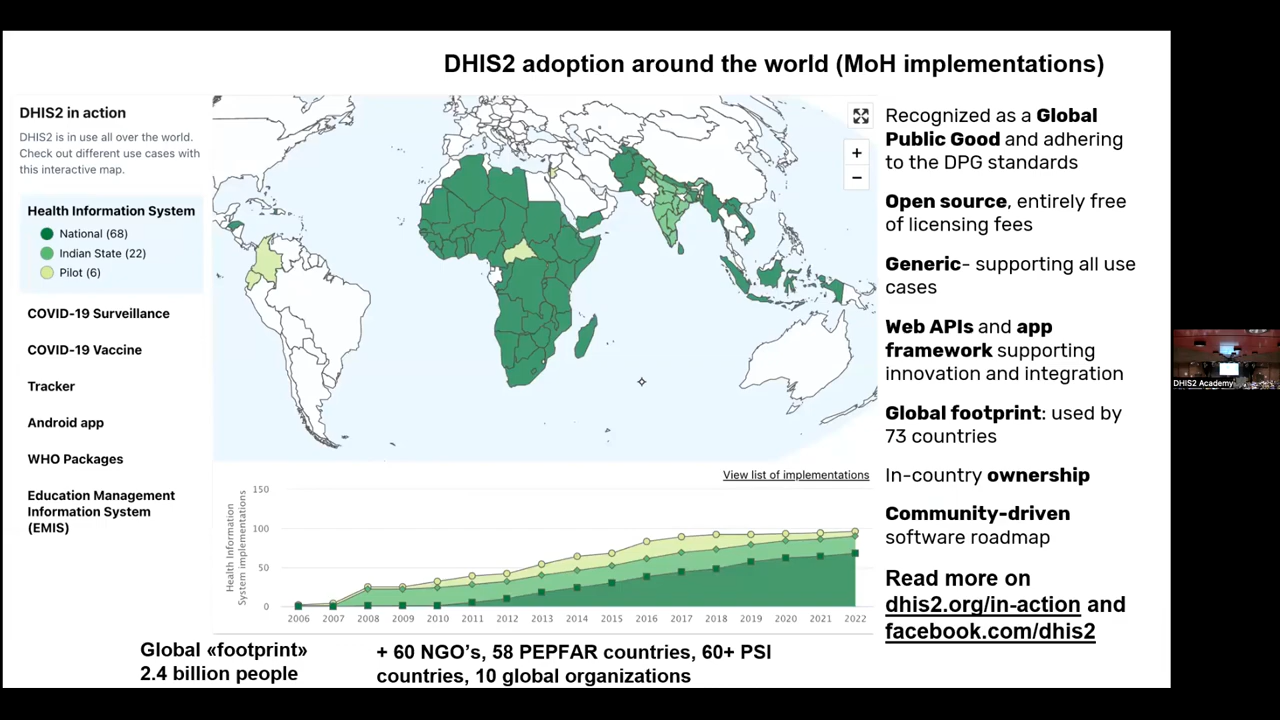 DHIS2 adoption around the world (MoH implementations)
DHIS2 in action
DHIS2 is in use all over the world.
Check out different use cases with
this interactive map.
Health Information System
National (68)
Indian State (22)
Pilot (6)
COVID-19 Surveillance
COVID-19 Vaccine
Tracker
Android app
WHO Packages
Education Management
Information System
(EMIS)
+
−
View list of implementations
Health Information
System implementations
150
100
50
0
2006 2007 2008 2009 2010 2011 2012 2013 2014 2015 2016 2017 2018 2019 2020 2021 2022
Recognized as a Global
Public Good and adhering
to the DPG standards
Open source, entirely free
of licensing fees
Generic– supporting all use
cases
Web APIs and app
framework supporting
innovation and integration
Global footprint: used by
73 countries
In-country ownership
Community-driven
software roadmap
Read more on
dhis2.org/in-action and
facebook.com/dhis2
Global «footprint»
2.4 billion people
+ 60 NGO’s, 58 PEPFAR countries, 60+ PSI
countries, 10 global organizations
DHIS2 Academy